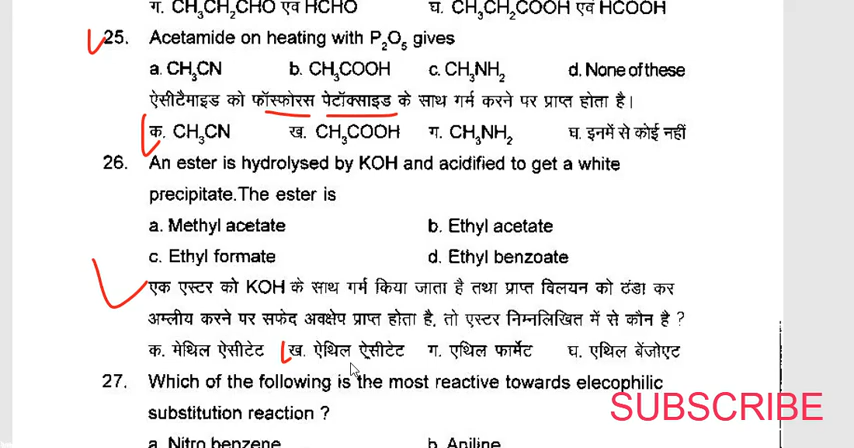 ग. CH₃CH₂CHO एवं HCHO घ. CH₃CH₂COOH एवं HCOOH
25. Acetamide on heating with P₂O₅ gives
a. CH₃CN b. CH₃COOH c. CH₃NH₂ d. None of these
ऐसीटैमाइड को फॉस्फोरस पेटॉक्साइड के साथ गर्म करने पर प्राप्त होता है।
क. CH₃CN ख. CH₃COOH ग. CH₃NH₂ घ. इनमें से कोई नहीं
26. An ester is hydrolysed by KOH and acidified to get a white
precipitate.The ester is
a. Methyl acetate b. Ethyl acetate
c. Ethyl formate d. Ethyl benzoate
एक एस्टर को KOH के साथ गर्म किया जाता है तथा प्राप्त विलयन को ठंडा कर
अम्लीय करने पर सफेद अवक्षेप प्राप्त होता है, तो एस्टर निम्नलिखित में से कौन है ?
क. मेथिल ऐसीटेट ख. ऐथिल ऐसीटेट ग. एथिल फार्मेट घ. एथिल बेंजोएट
27. Which of the following is the most reactive towards elecophilic
substitution reaction ?
a. Nitro benzene b. Aniline
SUBSCRIBE